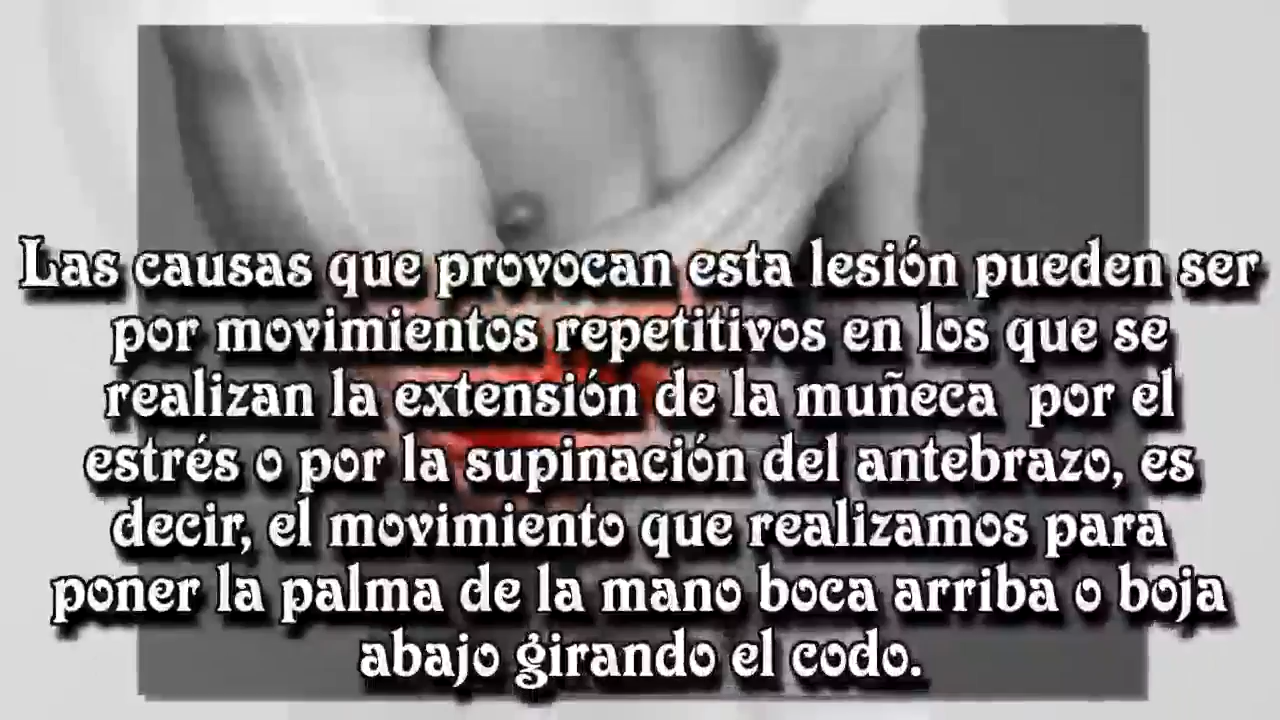 Las causas que provocan esta lesión pueden ser
por movimientos repetitivos en los que se
realizan la extensión de la muñeca  por el
estrés o por la supinación del antebrazo, es
decir, el movimiento que realizamos para
poner la palma de la mano boca arriba o boja
abajo girando el codo.